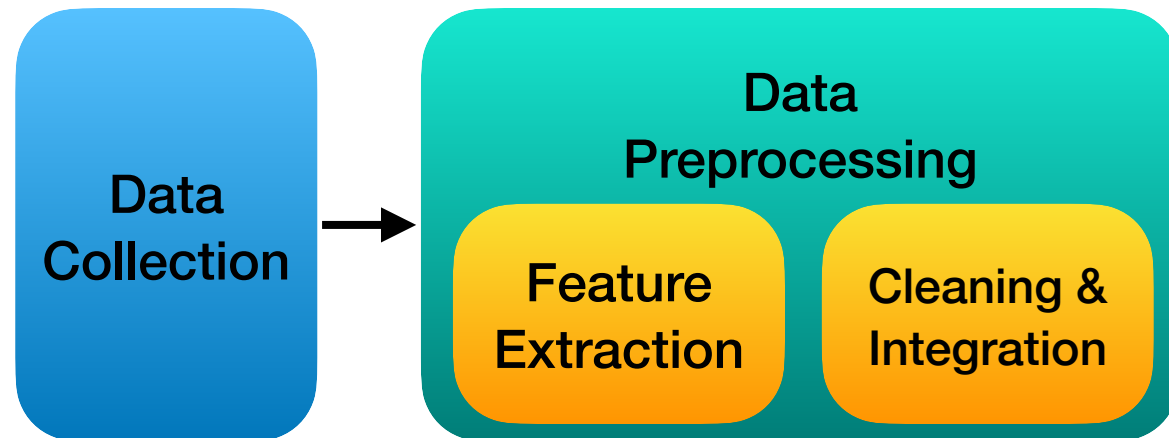 Data
Collection
Data
Preprocessing
Feature
Extraction
Cleaning &
Integration